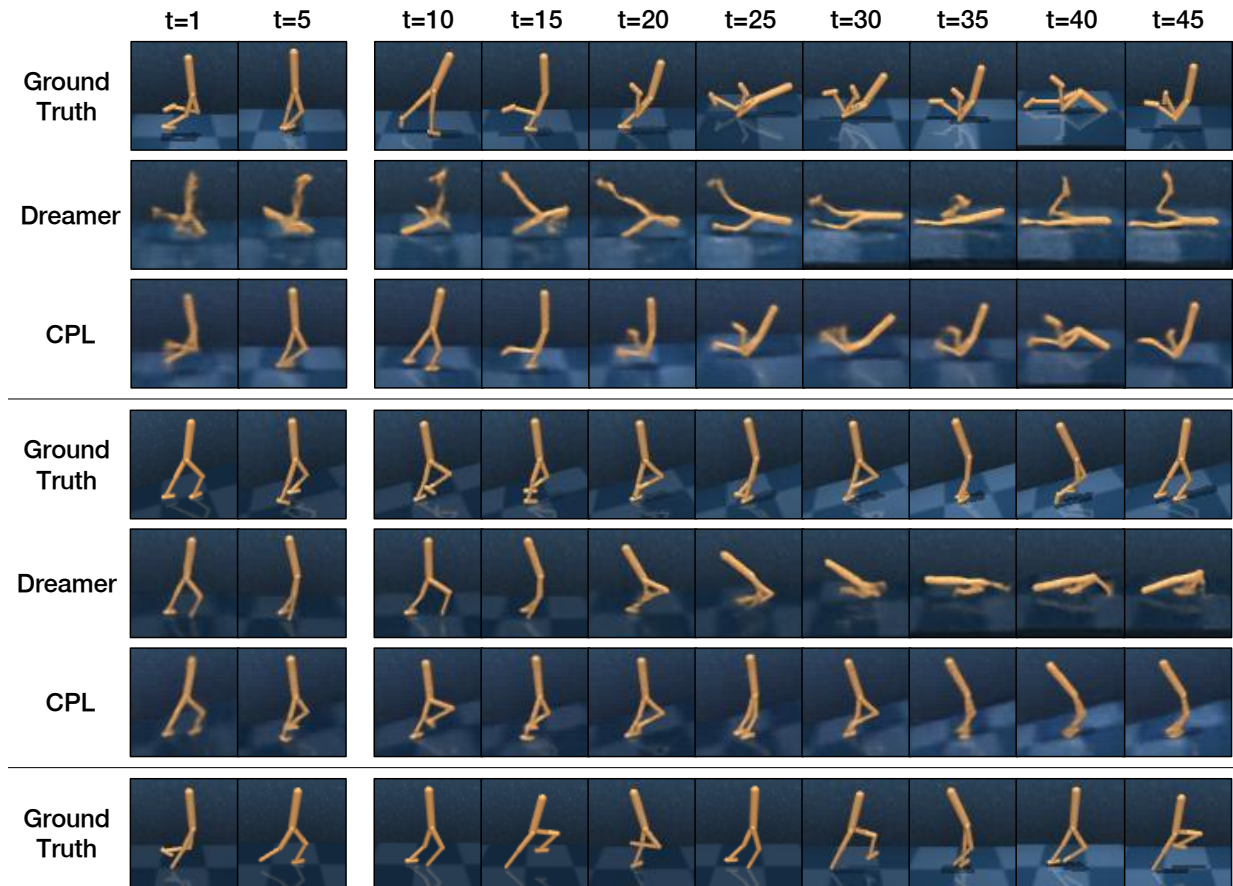 t=1 t=5 t=10 t=15 t=20 t=25 t=30 t=35 t=40 t=45
Ground
Truth
Dreamer
CPL
Ground
Truth
Dreamer
CPL
Ground
Truth